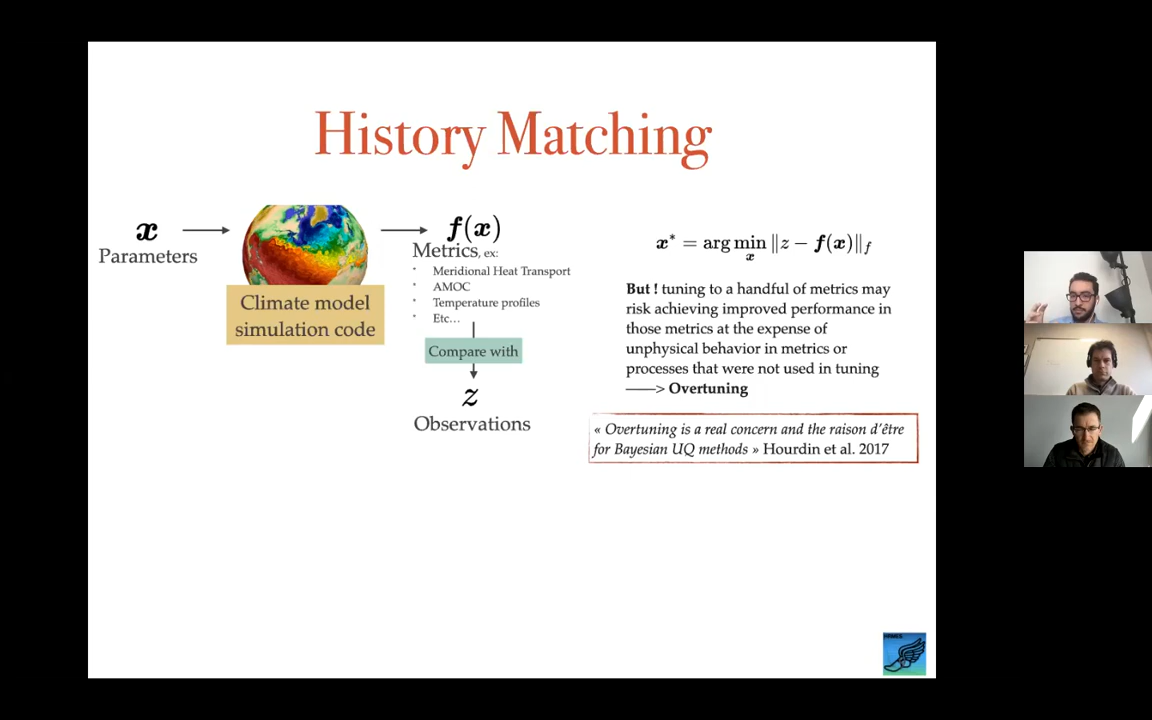 History Matching
x
Parameters
Climate model
simulation code
f(x)
Metrics, ex:
· Meridional Heat Transport
· AMOC
· Temperature profiles
· Etc…
Compare with
z
Observations
x* = arg min ‖z − f(x)‖f
x
But ! tuning to a handful of metrics may
risk achieving improved performance in
those metrics at the expense of
unphysical behavior in metrics or
processes that were not used in tuning
——> Overtuning
« Overtuning is a real concern and the raison d'être
for Bayesian UQ methods » Hourdin et al. 2017